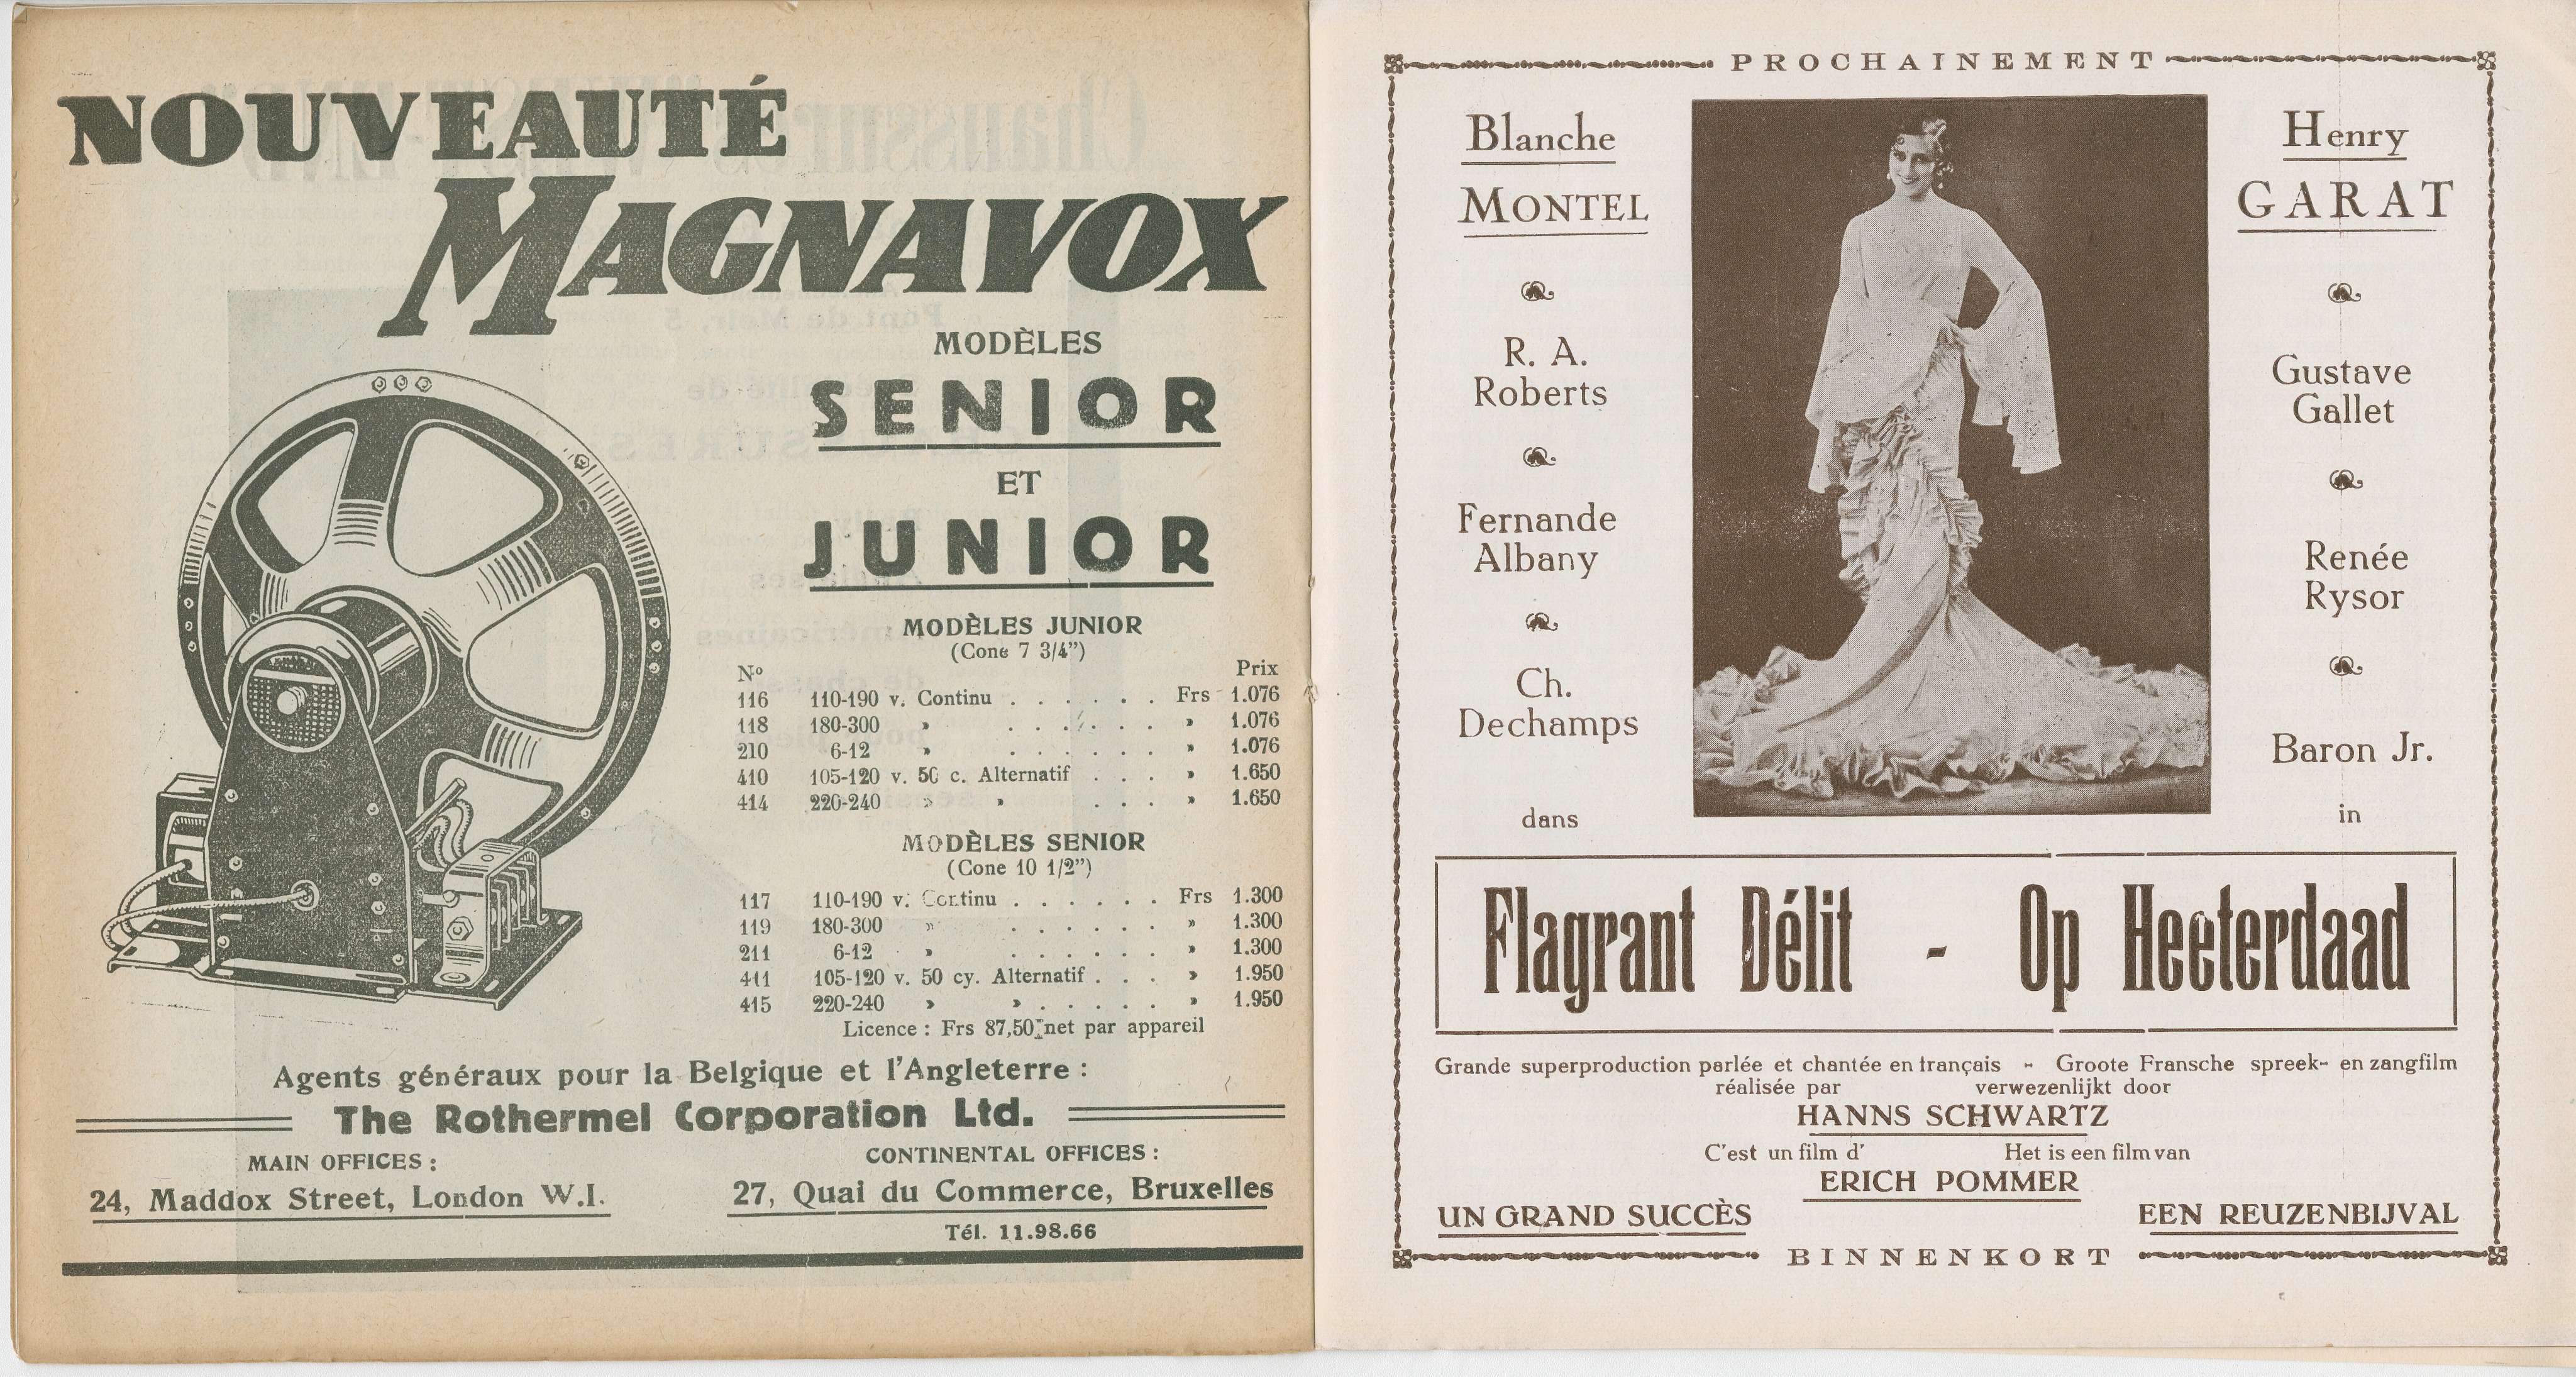 NOUVEAUTÉ
MAGNAVOX
MODÈLES
SENIOR
ET
JUNIOR
MODÈLES JUNIOR
(Cone 7 3/4”)
Nº Prix
116 110-190 v. Continu . . . . . . Frs 1.076
118 180-300 » . . . . . . » 1.076
210 6-12 » . . . . . . » 1.076
410 105-120 v. 50 c. Alternatif . . . » 1.650
414 220-240 » » . . . » 1.650
MODÈLES SENIOR
(Cone 10 1/2”)
117 110-190 v. Continu . . . . . . Frs 1.300
119 180-300 » . . . . . . » 1.300
211 6-12 » . . . . . . » 1.300
411 105-120 v. 50 cy. Alternatif . . . » 1.950
415 220-240 » » . . . . . » 1.950
Licence : Frs 87,50 net par appareil
Agents généraux pour la Belgique et l’Angleterre :
The Rothermel Corporation Ltd.
MAIN OFFICES :
24, Maddox Street, London W.I.
CONTINENTAL OFFICES :
27, Quai du Commerce, Bruxelles
Tél. 11.98.66
PROCHAINEMENT
Blanche
MONTEL
R. A.
Roberts
Fernande
Albany
Ch.
Dechamps
dans
Henry
GARAT
Gustave
Gallet
Renée
Rysor
Baron Jr.
in
Flagrant Délit - Op Heeterdaad
Grande superproduction parlée et chantée en français - Groote Fransche spreek- en zangfilm
réalisée par verwezenlijkt door
HANNS SCHWARTZ
C’est un film d’ Het is een film van
ERICH POMMER
UN GRAND SUCCÈS EEN REUZENBIJVAL
BINNENKORT